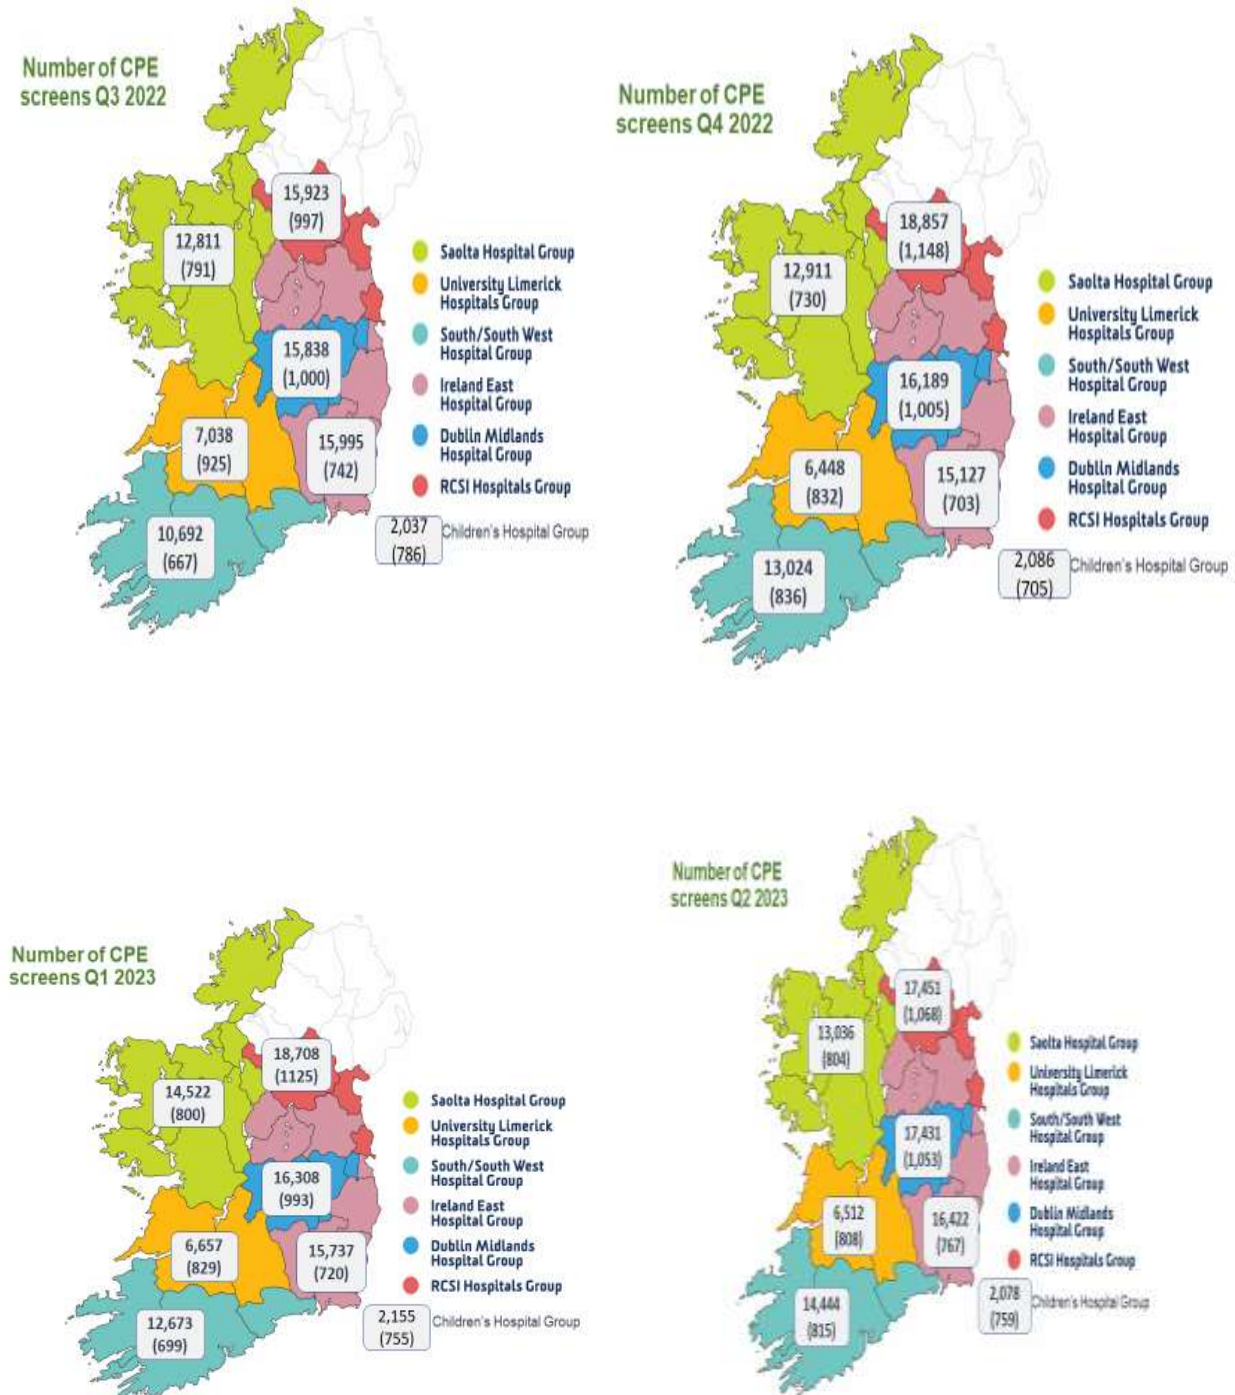 Number of CPE
screens Q3 2022
15,923
(997)
12,811
(791)
15,838
(1,000)
7,038
(925)
15,995
(742)
10,692
(667)
2,037
(786)
Children's Hospital Group
Saolta Hospital Group
University Limerick
Hospitals Group
South/South West
Hospital Group
Ireland East
Hospital Group
Dublin Midlands
Hospital Group
RCSI Hospitals Group
Number of CPE
screens Q4 2022
18,857
(1,148)
12,911
(730)
16,189
(1,005)
6,448
(832)
15,127
(703)
13,024
(836)
2,086
(705)
Children's Hospital Group
Saolta Hospital Group
University Limerick
Hospitals Group
South/South West
Hospital Group
Ireland East
Hospital Group
Dublin Midlands
Hospital Group
RCSI Hospitals Group
Number of CPE
screens Q1 2023
18,708
(1125)
14,522
(800)
16,308
(993)
6,657
(829)
15,737
(720)
12,673
(699)
2,155
(755)
Children's Hospital Group
Saolta Hospital Group
University Limerick
Hospitals Group
South/South West
Hospital Group
Ireland East
Hospital Group
Dublin Midlands
Hospital Group
RCSI Hospitals Group
Number of CPE
screens Q2 2023
17,451
(1,068)
13,036
(804)
17,431
(1,053)
6,512
(808)
16,422
(767)
14,444
(815)
2,078
(759)
Children's Hospital Group
Saolta Hospital Group
University Limerick
Hospitals Group
South/South West
Hospital Group
Ireland East
Hospital Group
Dublin Midlands
Hospital Group
RCSI Hospitals Group